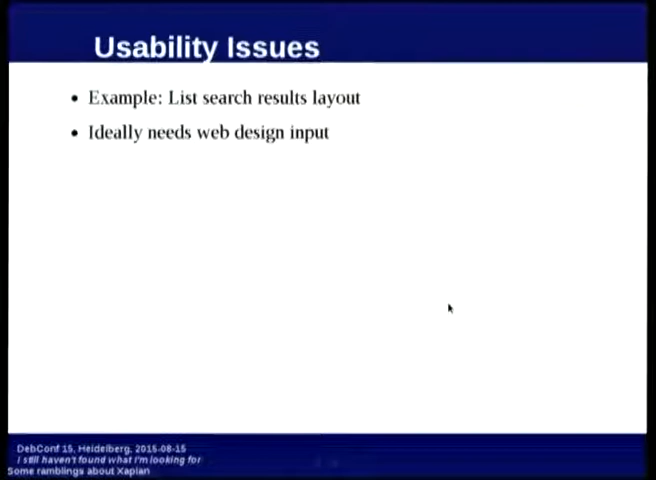 Usability Issues
• Example: List search results layout
• Ideally needs web design input
DebConf 15, Heidelberg, 2015-08-15
I still haven't found what I'm looking for
Some ramblings about Xapian